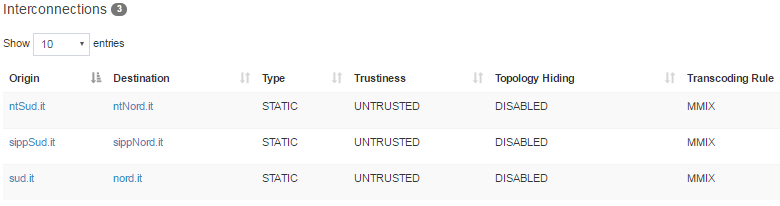 Interconnections 3
Show 10 entries
Origin Destination Type Trustiness Topology Hiding Transcoding Rule
ntSud.it ntNord.it STATIC UNTRUSTED DISABLED MMIX
sippSud.it sippNord.it STATIC UNTRUSTED DISABLED MMIX
sud.it nord.it STATIC UNTRUSTED DISABLED MMIX